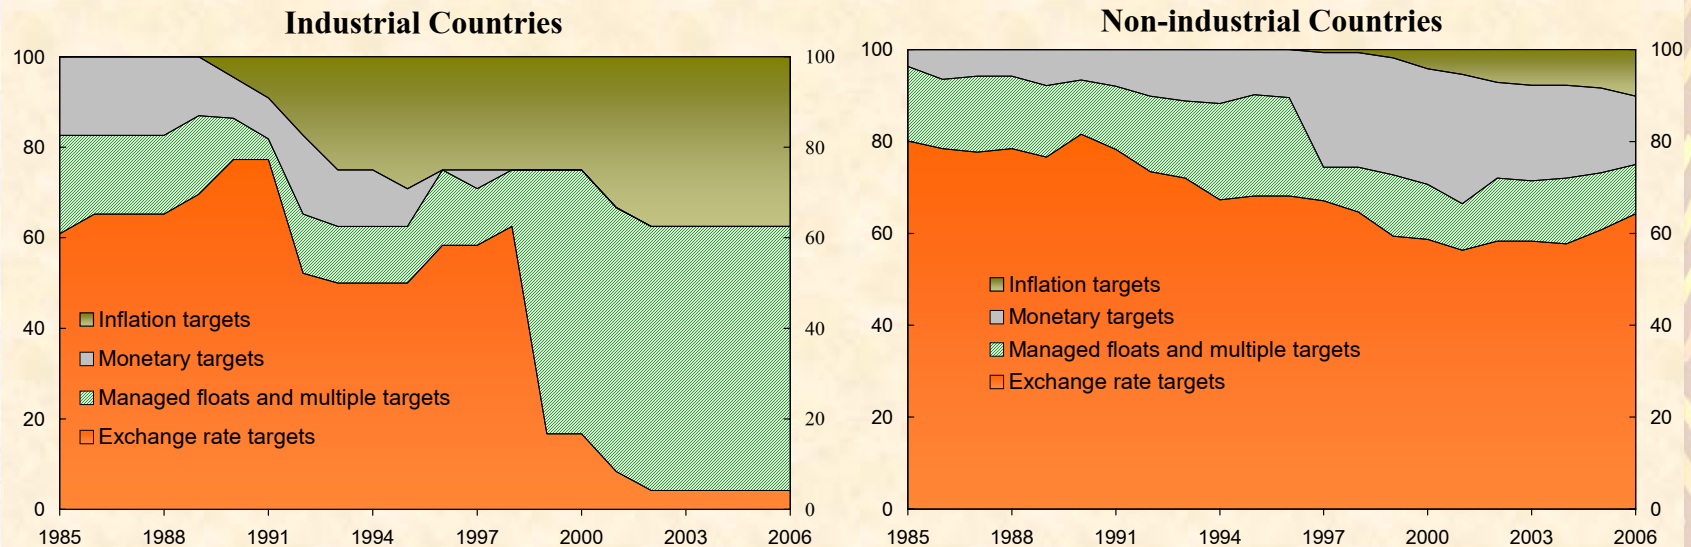 Industrial Countries
100
80
60
40
20
0
100
80
60
40
20
0
Inflation targets
Monetary targets
Managed floats and multiple targets
Exchange rate targets
1985 1988 1991 1994 1997 2000 2003 2006
Non-industrial Countries
100
80
60
40
20
0
100
80
60
40
20
0
Inflation targets
Monetary targets
Managed floats and multiple targets
Exchange rate targets
1985 1988 1991 1994 1997 2000 2003 2006